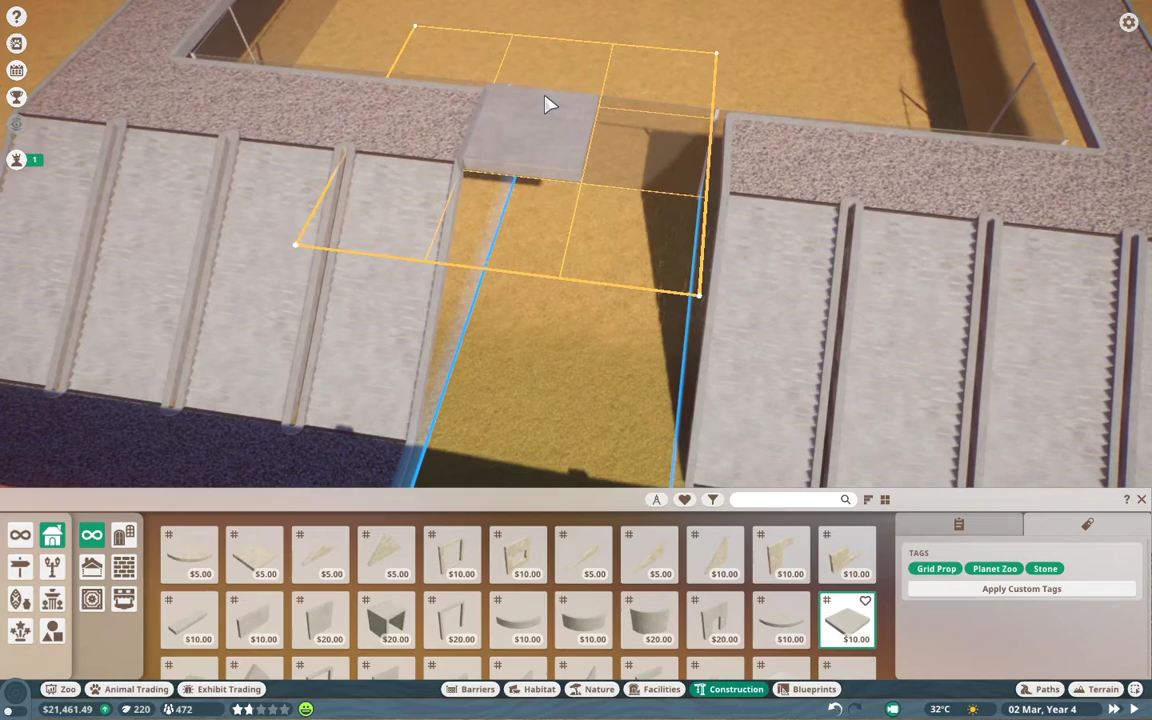 ?
1
? ×
$5.00 $5.00 $5.00 $5.00 $10.00 $10.00 $5.00 $5.00 $10.00 $10.00 $10.00
$10.00 $10.00 $20.00 $20.00 $20.00 $10.00 $10.00 $20.00 $20.00 $10.00 $10.00
TAGS
Grid Prop Planet Zoo Stone
Apply Custom Tags
Zoo Animal Trading Exhibit Trading Barriers Habitat Nature Facilities Construction Blueprints Paths Terrain
$21,461.49 220 472 32°C 02 Mar, Year 4